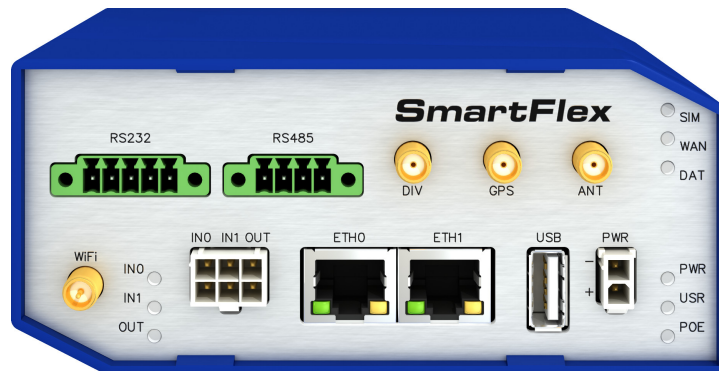 SmartFlex
SIM
WAN
DAT
RS232
RS485
DIV
GPS
ANT
IN0 IN1 OUT
ETH0
ETH1
USB
PWR
WiFi
IN0
IN1
OUT
−
+
PWR
USR
POE